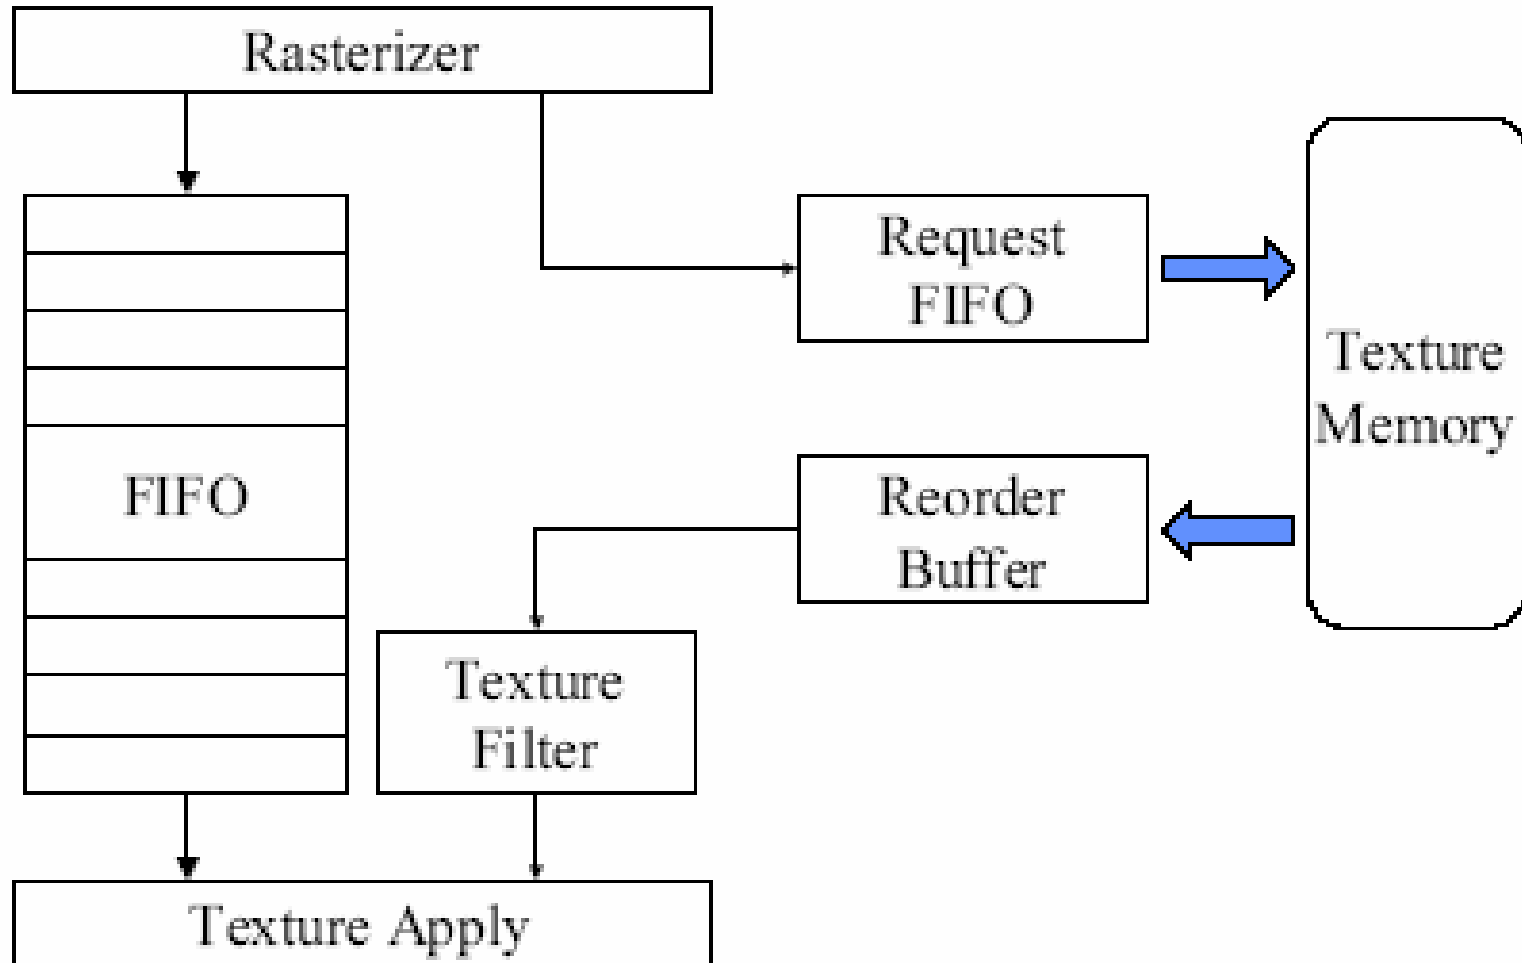 Rasterizer
Request
FIFO
Texture
Memory
FIFO
Reorder
Buffer
Texture
Filter
Texture Apply